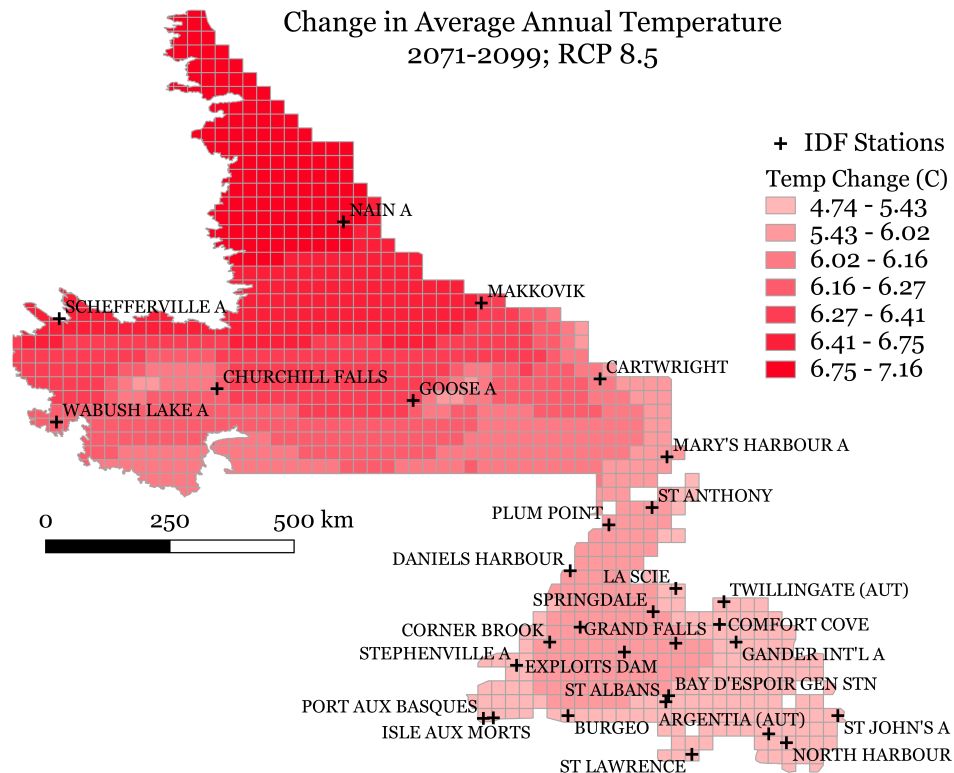 Change in Average Annual Temperature
2071-2099; RCP 8.5
IDF Stations
Temp Change (C)
4.74 - 5.43
5.43 - 6.02
6.02 - 6.16
6.16 - 6.27
6.27 - 6.41
6.41 - 6.75
6.75 - 7.16
NAIN A
MAKKOVIK
SCHEFFERVILLE A
CARTWRIGHT
CHURCHILL FALLS
GOOSE A
WABUSH LAKE A
MARY'S HARBOUR A
ST ANTHONY
PLUM POINT
0 250 500 km
DANIELS HARBOUR
LA SCIE
TWILLINGATE (AUT)
SPRINGDALE
COMFORT COVE
GRAND FALLS
CORNER BROOK
STEPHENVILLE A
GANDER INT'L A
EXPLOITS DAM
BAY D'ESPOIR GEN STN
ST ALBANS
PORT AUX BASQUES
ISLE AUX MORTS
BURGEO
ARGENTIA (AUT)
ST JOHN'S A
NORTH HARBOUR
ST LAWRENCE